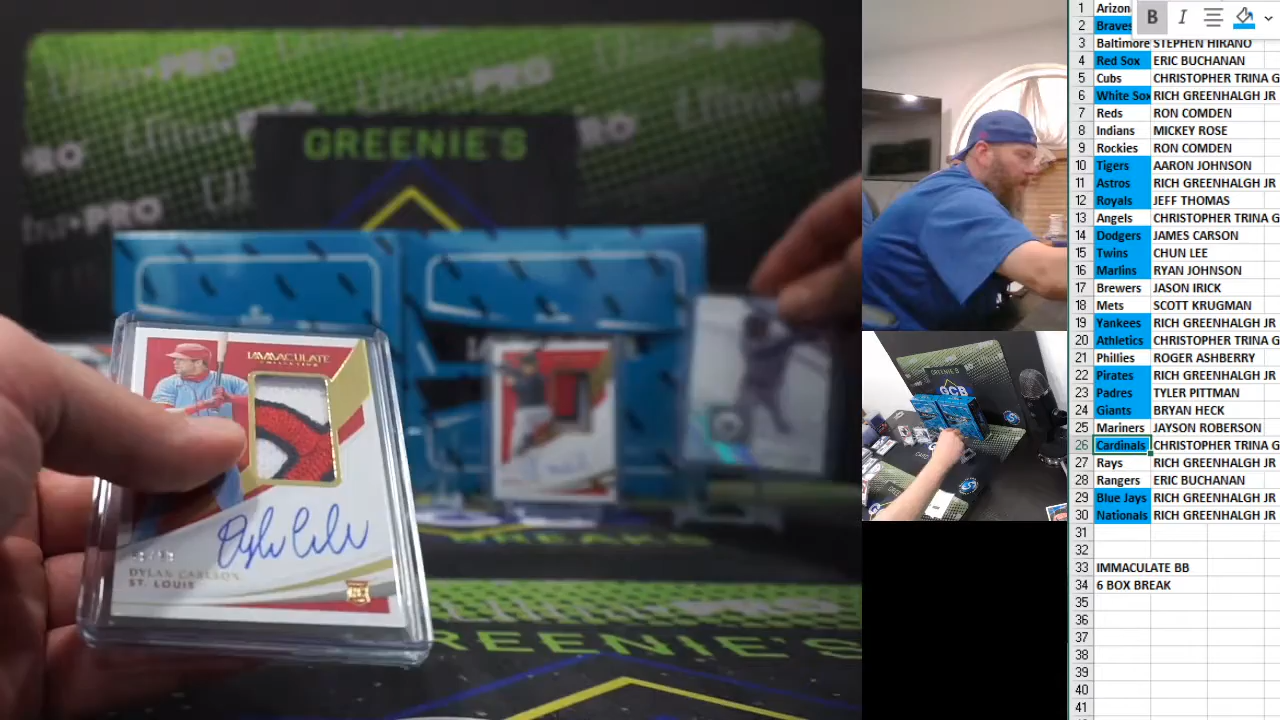 GREENIE'S
IMMACULATE
COLLECTION
DYLAN CARLSON
ST. LOUIS
GREENIE'S
GCB
B I
1 Arizon
2 Braves
3 Baltimore STEPHEN HIRANO
4 Red Sox ERIC BUCHANAN
5 Cubs CHRISTOPHER TRINA G
6 White Sox RICH GREENHALGH JR
7 Reds RON COMDEN
8 Indians MICKEY ROSE
9 Rockies RON COMDEN
10 Tigers AARON JOHNSON
11 Astros RICH GREENHALGH JR
12 Royals JEFF THOMAS
13 Angels CHRISTOPHER TRINA G
14 Dodgers JAMES CARSON
15 Twins CHUN LEE
16 Marlins RYAN JOHNSON
17 Brewers JASON IRICK
18 Mets SCOTT KRUGMAN
19 Yankees RICH GREENHALGH JR
20 Athletics CHRISTOPHER TRINA G
21 Phillies ROGER ASHBERRY
22 Pirates RICH GREENHALGH JR
23 Padres TYLER PITTMAN
24 Giants BRYAN HECK
25 Mariners JAYSON ROBERSON
26 Cardinals CHRISTOPHER TRINA G
27 Rays RICH GREENHALGH JR
28 Rangers ERIC BUCHANAN
29 Blue Jays RICH GREENHALGH JR
30 Nationals RICH GREENHALGH JR
31
32
33 IMMACULATE BB
34 6 BOX BREAK
35
36
37
38
39
40
41